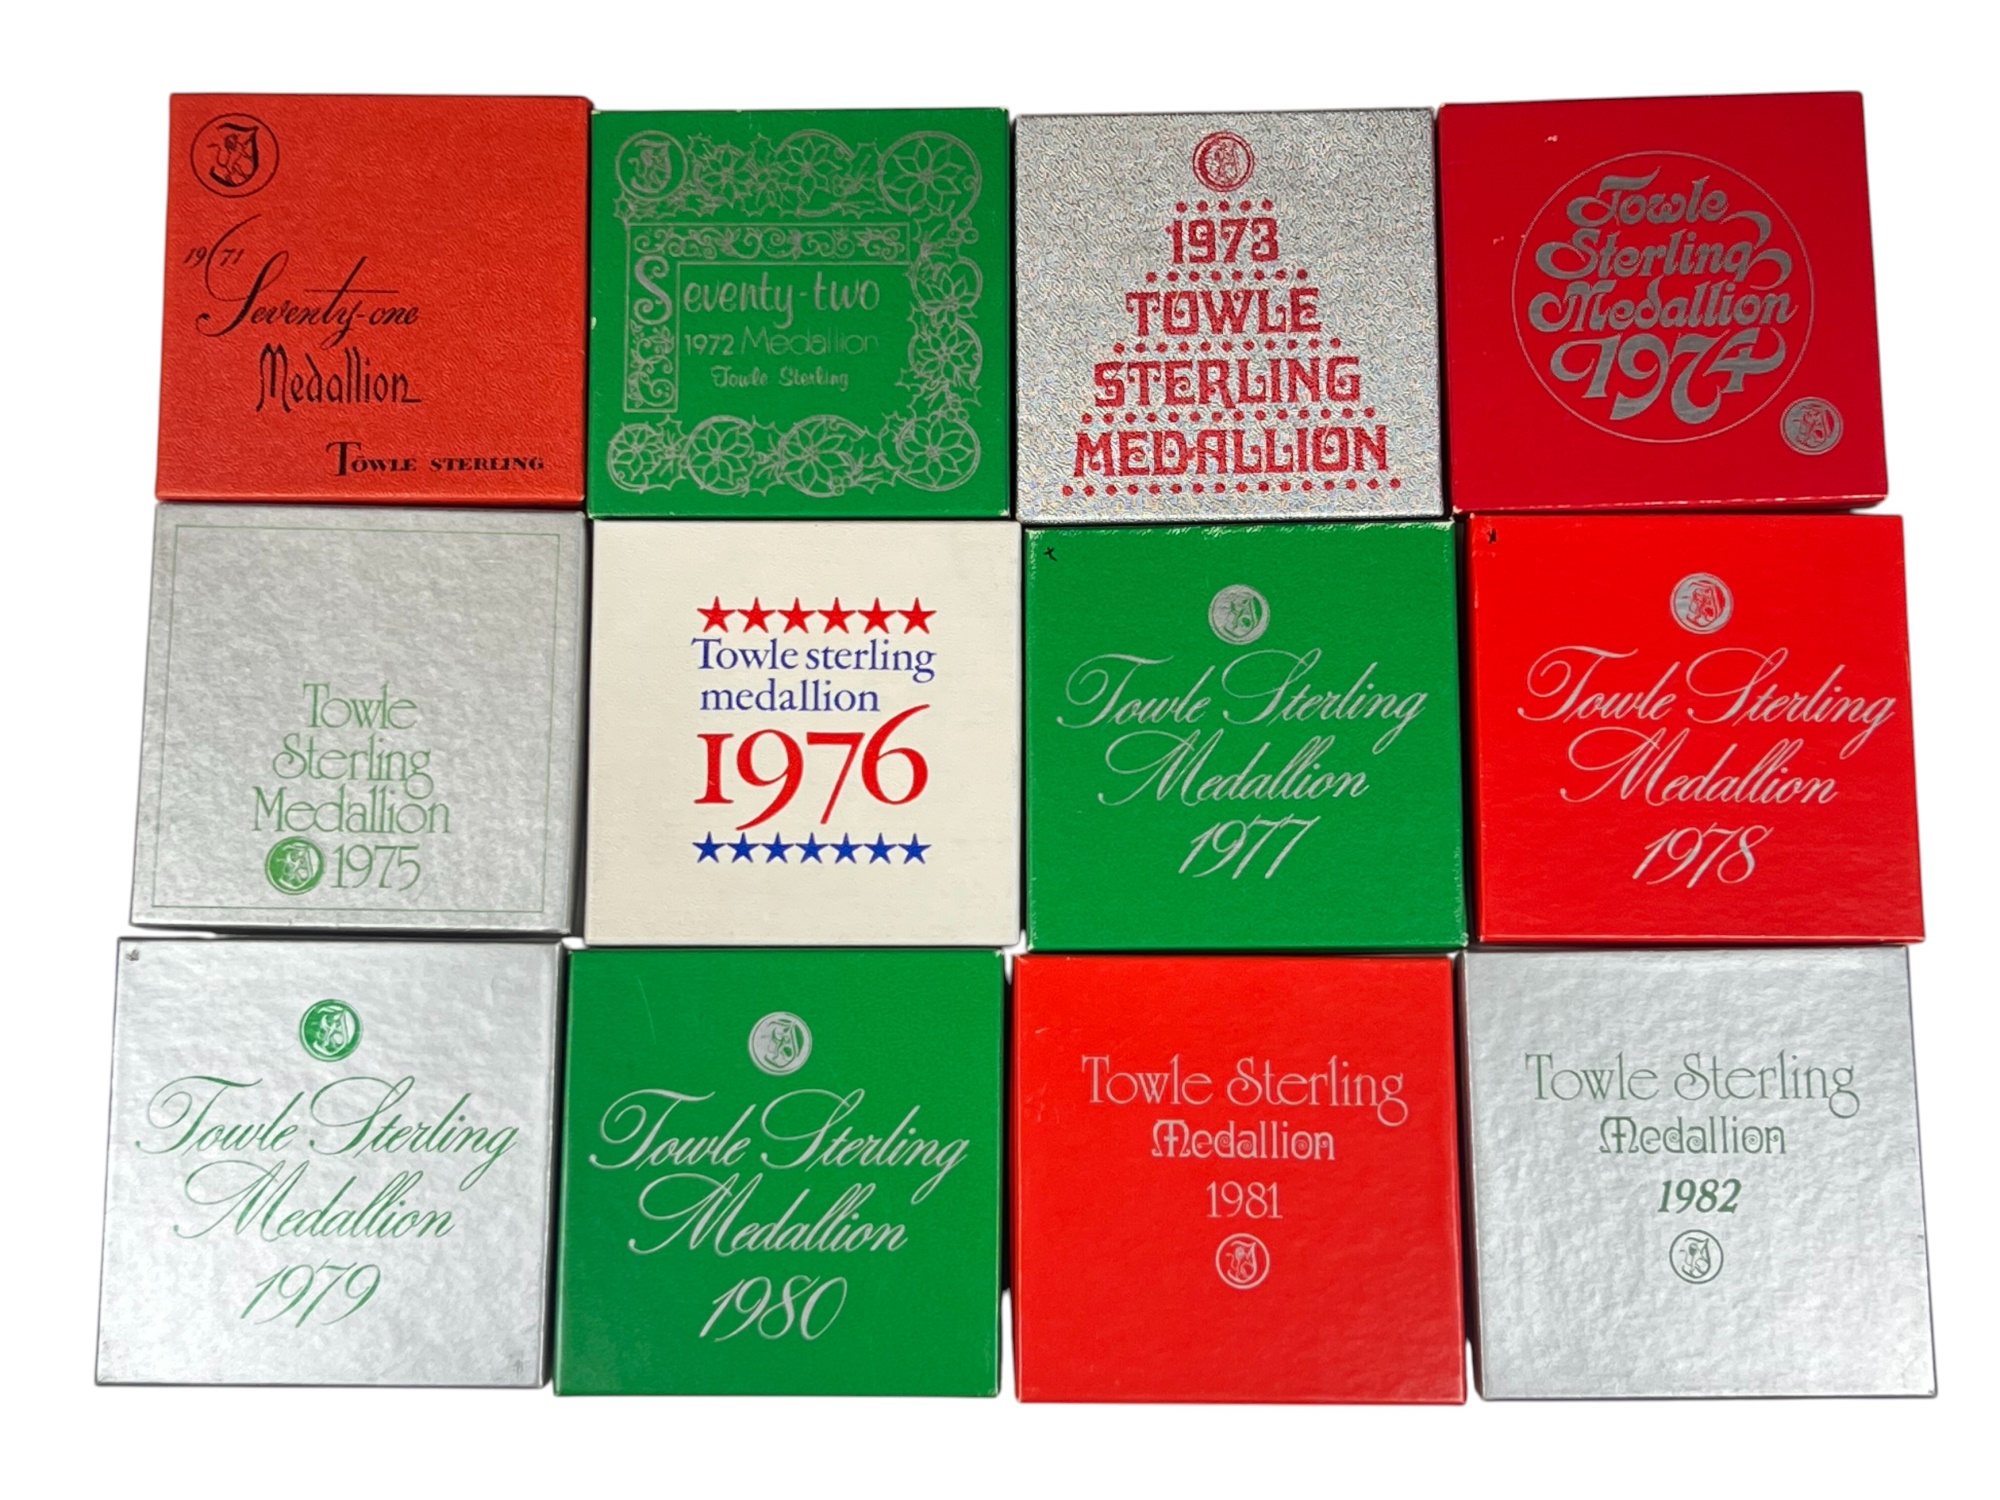 19 71
Seventy-one
Medallion
TOWLE STERLING
Seventy-two
1972 Medallion
Towle Sterling
1973
TOWLE
STERLING
MEDALLION
Towle
Sterling
Medallion
1974
Towle
Sterling
Medallion
1975
Towle sterling
medallion
1976
Towle Sterling
Medallion
1977
Towle Sterling
Medallion
1978
Towle Sterling
Medallion
1979
Towle Sterling
Medallion
1980
Towle Sterling
Medallion
1981
Towle Sterling
Medallion
1982